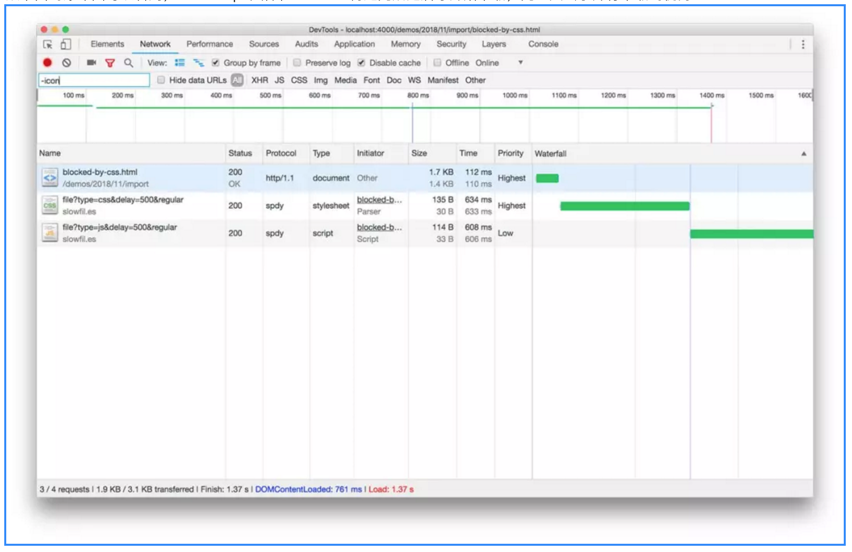 DevTools - localhost:4000/demos/2018/11/import/blocked-by-css.html
Elements Network Performance Sources Audits Application Memory Security Layers Console
View: Group by frame Preserve log Disable cache Offline Online
-icon Hide data URLs All XHR JS CSS Img Media Font Doc WS Manifest Other
100 ms 200 ms 300 ms 400 ms 500 ms 600 ms 700 ms 800 ms 900 ms 1000 ms 1100 ms 1200 ms 1300 ms 1400 ms 1500 ms 1600
Name Status Protocol Type Initiator Size Time Priority Waterfall
blocked-by-css.html 200 http/1.1 document Other 1.7 KB 112 ms Highest
/demos/2018/11/import OK 1.4 KB 110 ms
file?type=css&delay=500&regular 200 spdy stylesheet blocked-b... 135 B 634 ms Highest
slowfil.es Parser 30 B 633 ms
file?type=js&delay=500&regular 200 spdy script blocked-b... 114 B 608 ms Low
slowfil.es Script 33 B 606 ms
3 / 4 requests | 1.9 KB / 3.1 KB transferred | Finish: 1.37 s | DOMContentLoaded: 761 ms | Load: 1.37 s